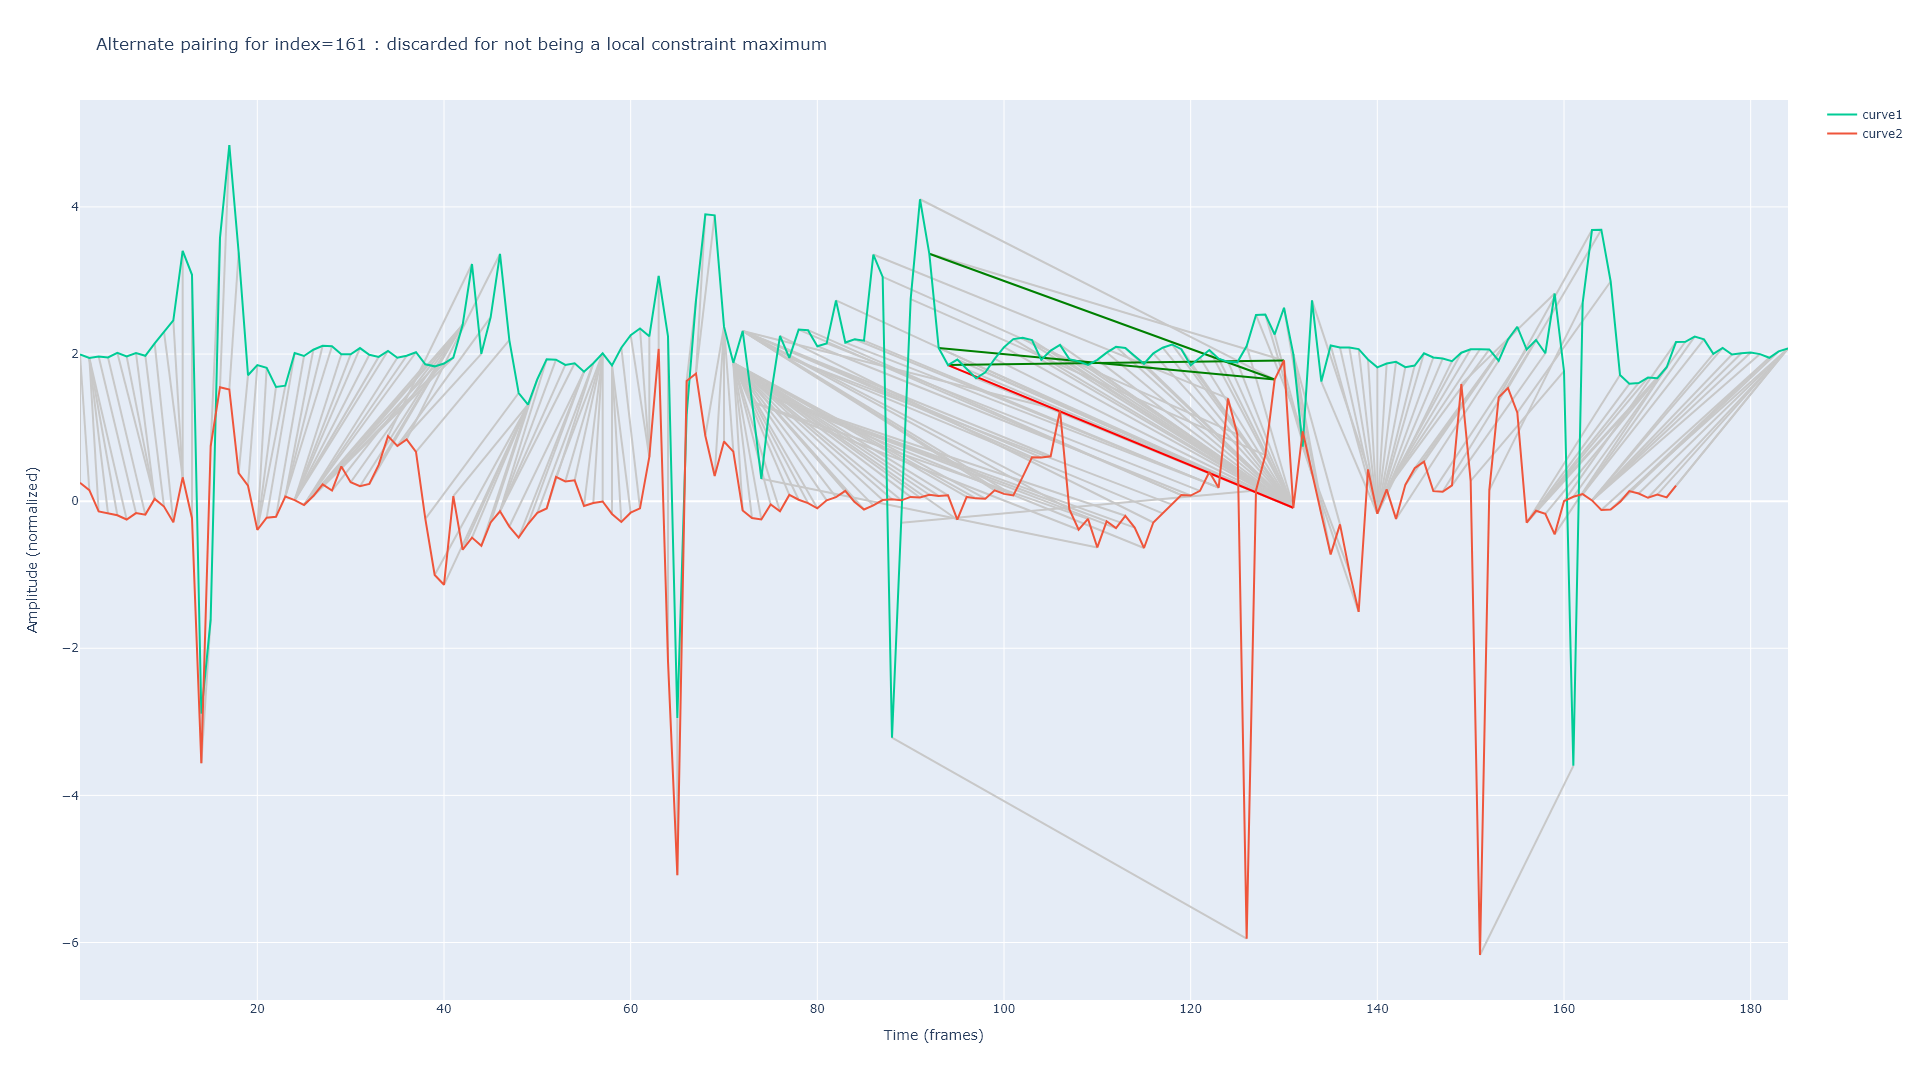 Alternate pairing for index=161 : discarded for not being a local constraint maximum
curve1
curve2
4
2
0
−2
−4
−6
Amplitude (normalized)
20 40 60 80 100 120 140 160 180
Time (frames)